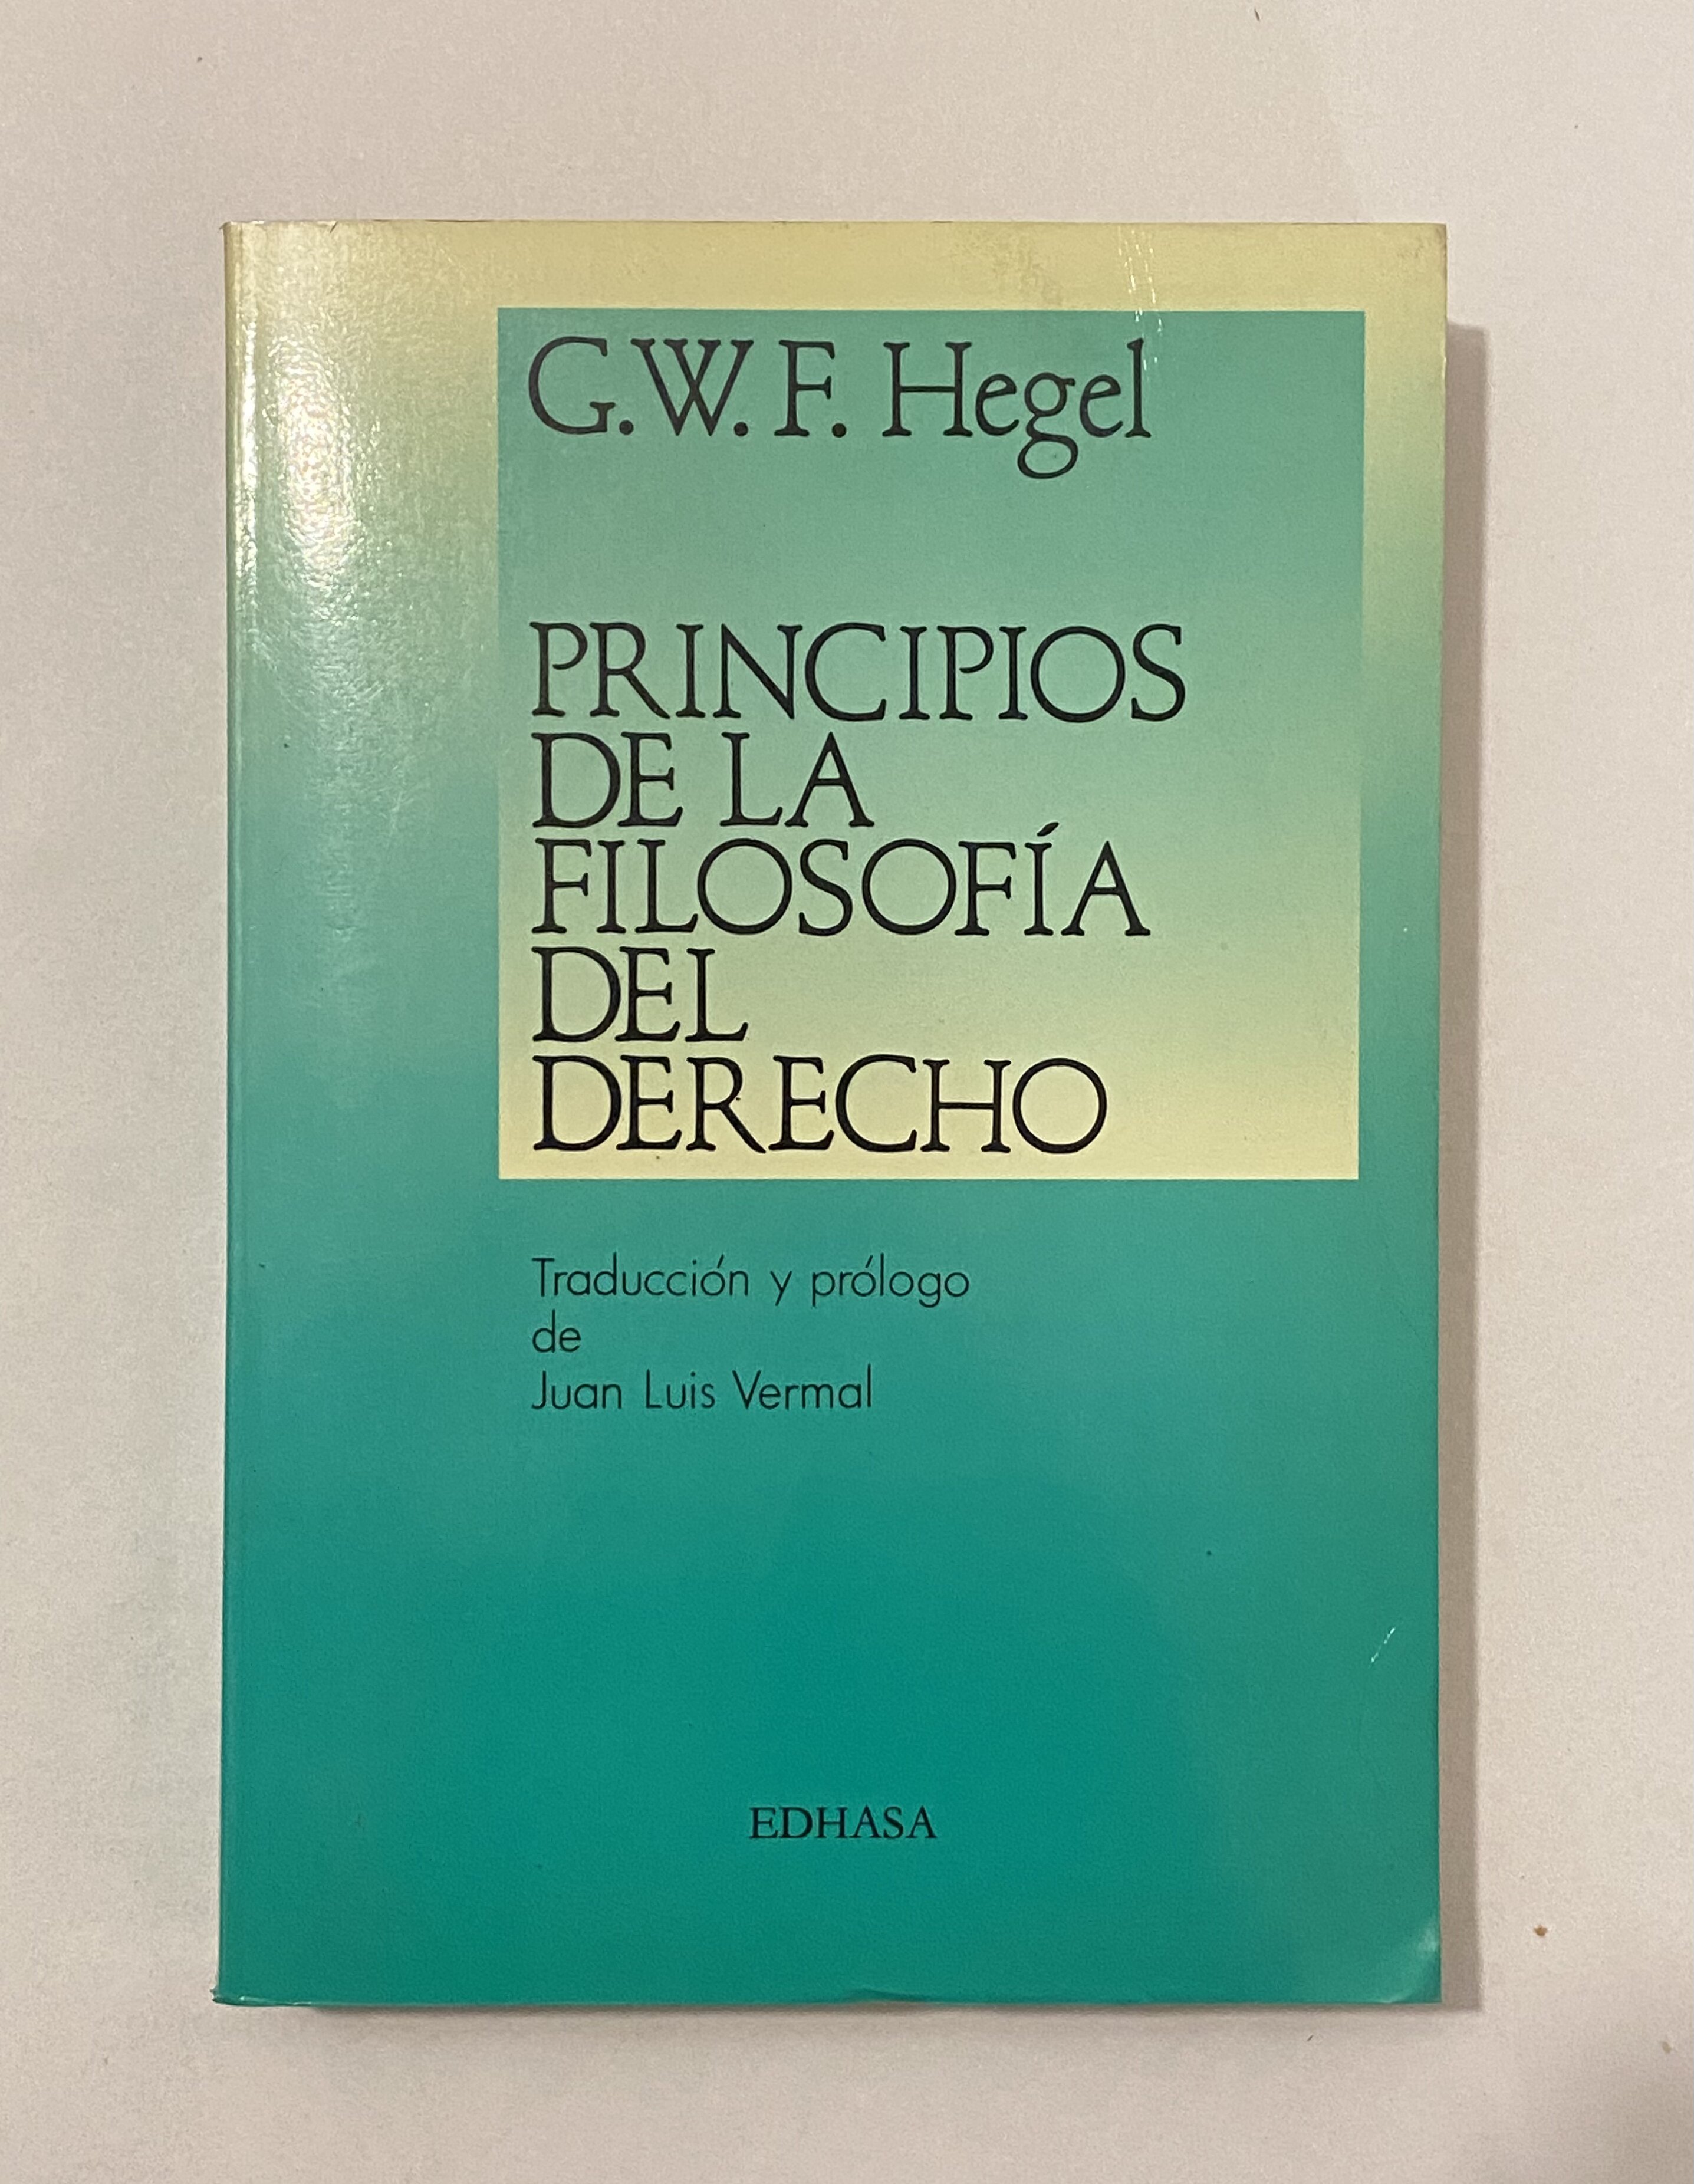 G.W.F. Hegel
PRINCIPIOS
DE LA
FILOSOFÍA
DEL
DERECHO
Traducción y prólogo
de
Juan Luis Vermal
EDHASA